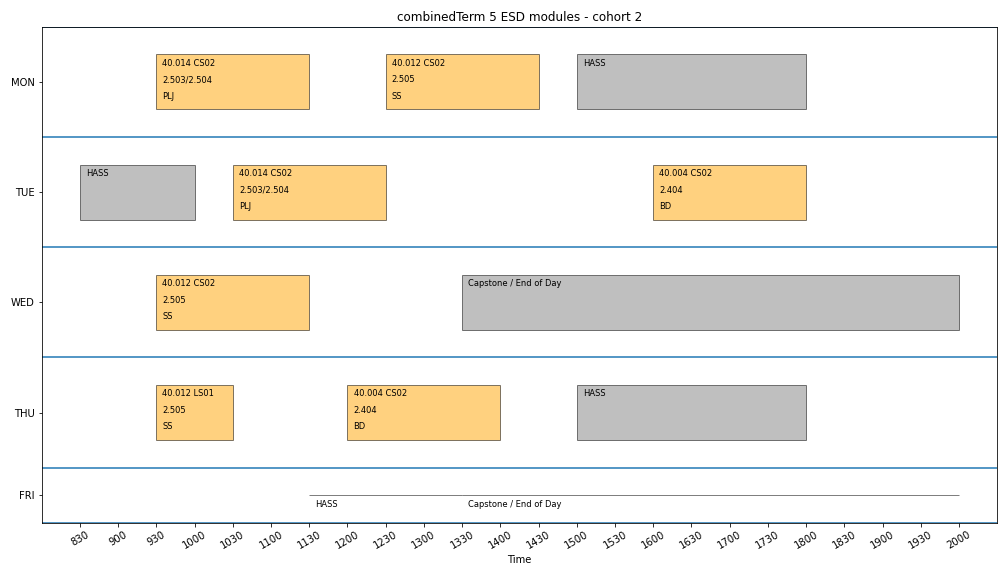 combinedTerm 5 ESD modules - cohort 2
MON
40.014 CS02
2.503/2.504
PLJ
40.012 CS02
2.505
SS
HASS
TUE
HASS
40.014 CS02
2.503/2.504
PLJ
40.004 CS02
2.404
BD
WED
40.012 CS02
2.505
SS
Capstone / End of Day
THU
40.012 LS01
2.505
SS
40.004 CS02
2.404
BD
HASS
FRI
HASS
Capstone / End of Day
830 900 930 1000 1030 1100 1130 1200 1230 1300 1330 1400 1430 1500 1530 1600 1630 1700 1730 1800 1830 1900 1930 2000
Time